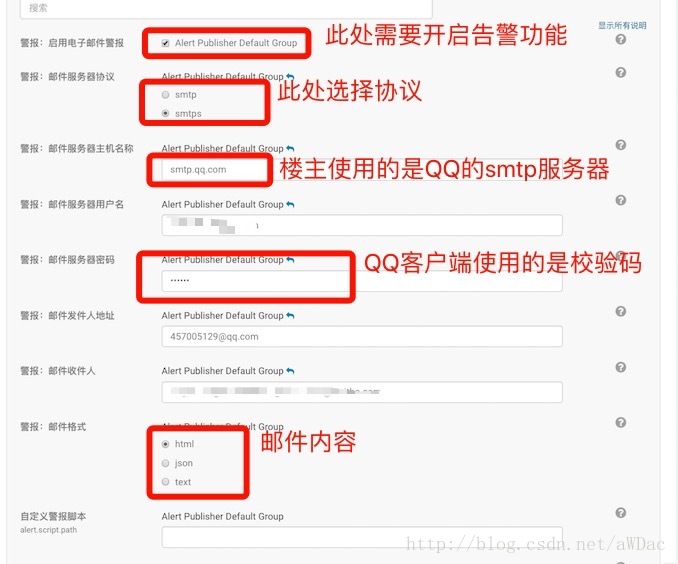 搜索
显示所有说明
警报：启用电子邮件警报 Alert Publisher Default Group 此处需要开启告警功能
警报：邮件服务器协议 Alert Publisher Default Group
smtp 此处选择协议
smtps
警报：邮件服务器主机名称 Alert Publisher Default Group
smtp.qq.com 楼主使用的是QQ的smtp服务器
警报：邮件服务器用户名 Alert Publisher Default Group
警报：邮件服务器密码 Alert Publisher Default Group QQ客户端使用的是校验码
••••••
警报：邮件发件人地址 Alert Publisher Default Group
457005129@qq.com
警报：邮件收件人 Alert Publisher Default Group
警报：邮件格式 Alert Publisher Default Group
html 邮件内容
json
text
自定义警报脚本 Alert Publisher Default Group
alert.script.path
http://blog.csdn.net/aWDac